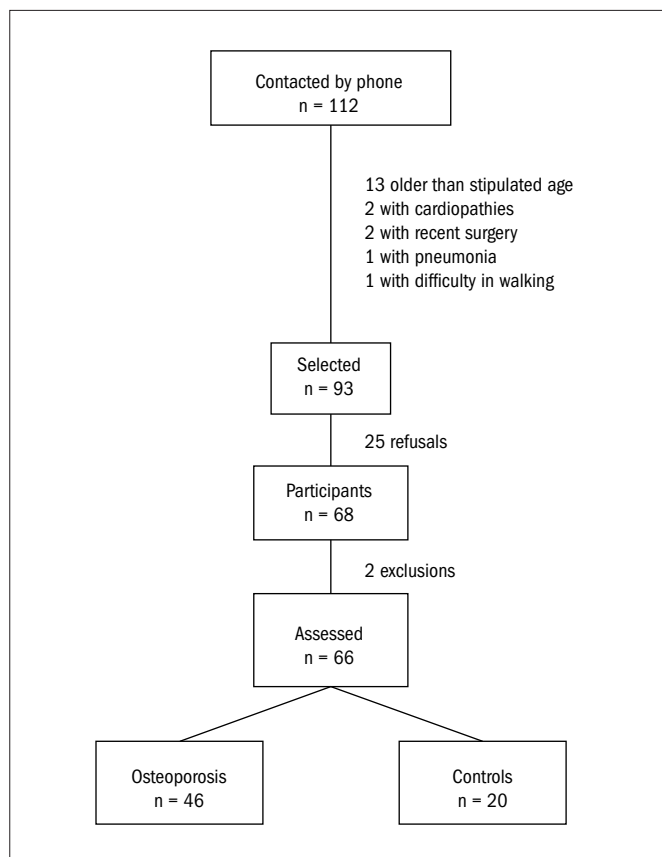 Contacted by phone
n = 112
13 older than stipulated age
2 with cardiopathies
2 with recent surgery
1 with pneumonia
1 with difficulty in walking
Selected
n = 93
25 refusals
Participants
n = 68
2 exclusions
Assessed
n = 66
Osteoporosis
n = 46
Controls
n = 20